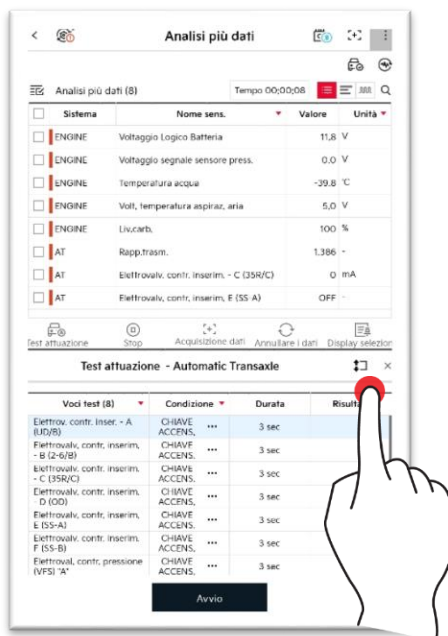 Analisi più dati
Analisi più dati (8) Tempo 00:00:08
Sistema Nome sens. Valore Unità
ENGINE Voltaggio Logico Batteria 11,8 V
ENGINE Voltaggio segnale sensore press. 0.0 V
ENGINE Temperatura acqua -39.8 °C
ENGINE Volt, temperatura aspiraz, aria 5,0 V
ENGINE Liv.carb. 100 %
AT Rapp.trasm. 1.386 -
AT Elettrovalv. contr. inserim. - C (35R/C) 0 mA
AT Elettrovalv, contr, inserim, E (SS-A) OFF -
Test attuazione Stop Acquisizione dati Annullare i dati Display selezion
Test attuazione - Automatic Transaxle
Voci test (8) Condizione Durata Risulta
Elettrov. contr. Inser. - A
(UD/B) CHIAVE
ACCENS, ... 3 sec
Elettrovalv, contr, inserim,
- B (2-6/B) CHIAVE
ACCENS. ... 3 sec
Elettrovalv. contr. inserim.
- C (35R/C) CHIAVE
ACCENS. ... 3 sec
Elettrovalv. contr. inserim.
- D (OD) CHIAVE
ACCENS, ... 3 sec
Elettrovalv, contr, inserim,
E (SS-A) CHIAVE
ACCENS. ... 3 sec
Elettrovalv. contr. inserim.
F (SS-B) CHIAVE
ACCENS, ... 3 sec
Elettroval, contr, pressione
(VFS) "A" CHIAVE
ACCENS, ... 3 sec
Avvio